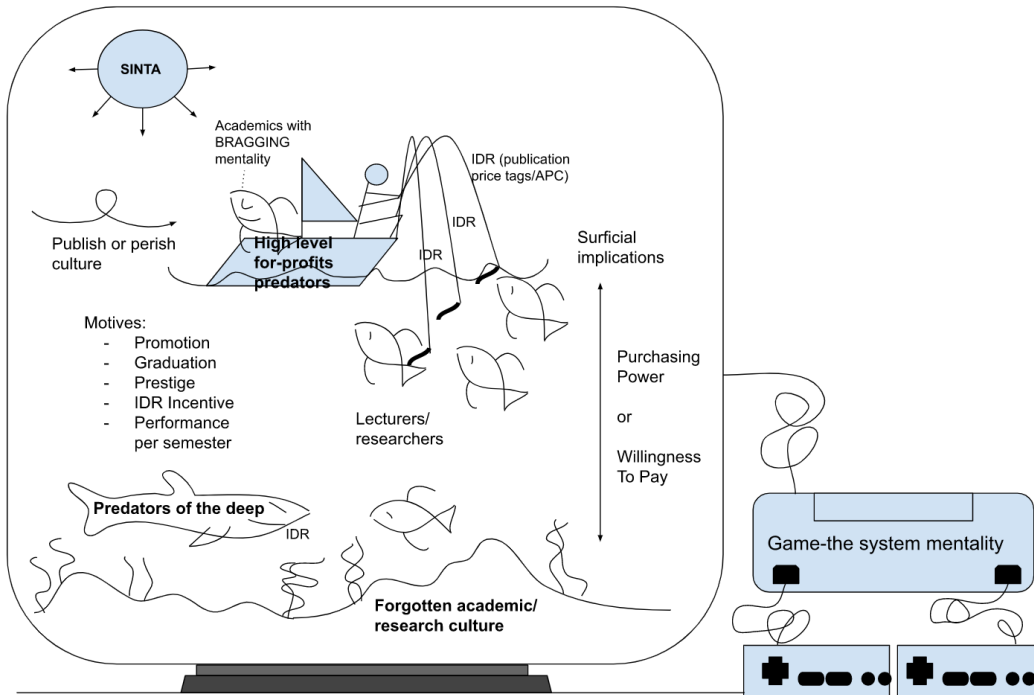 SINTA
Academics with
BRAGGING
mentality
IDR (publication
price tags/APC)
IDR
IDR
Publish or perish
culture
High level
for-profits
predators
Surficial
implications
Motives:
- Promotion
- Graduation
- Prestige
- IDR Incentive
- Performance
per semester
Purchasing
Power
or
Willingness
To Pay
Lecturers/
researchers
Predators of the deep
IDR
Game-the system mentality
Forgotten academic/
research culture